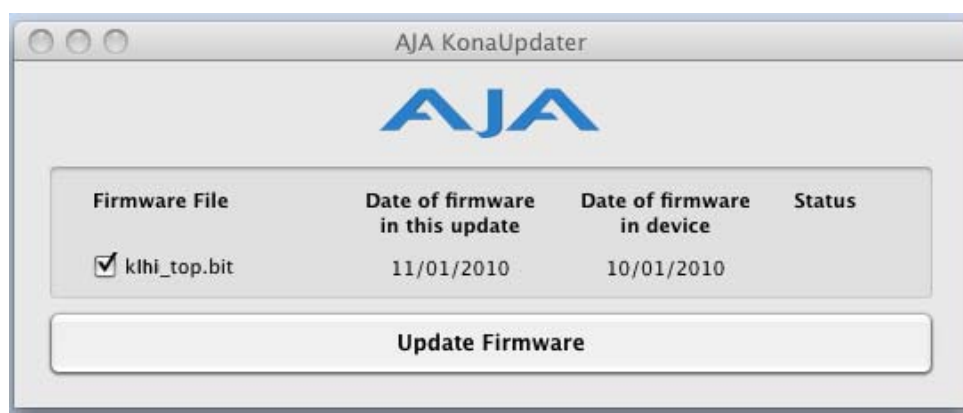 AJA KonaUpdater
AJA
Firmware File Date of firmware in this update Date of firmware in device Status
klhi_top.bit 11/01/2010 10/01/2010
Update Firmware